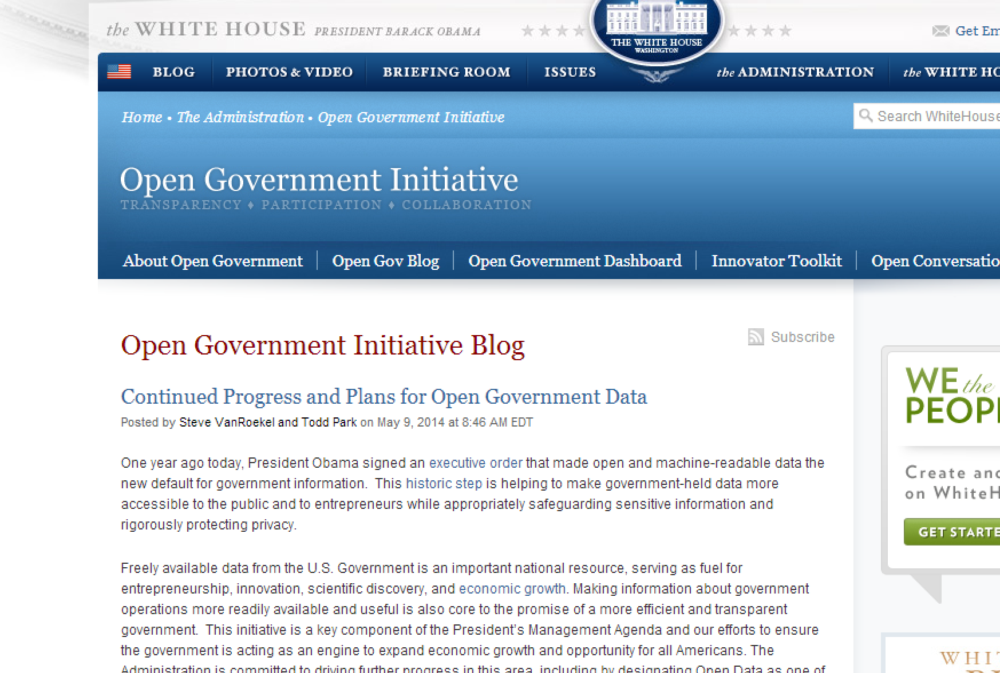 the WHITE HOUSE PRESIDENT BARACK OBAMA
THE WHITE HOUSE
WASHINGTON
Get Em
BLOG PHOTOS & VIDEO BRIEFING ROOM ISSUES the ADMINISTRATION the WHITE HO
Home • The Administration • Open Government Initiative
Search WhiteHouse
Open Government Initiative
TRANSPARENCY ♦ PARTICIPATION ♦ COLLABORATION
About Open Government | Open Gov Blog | Open Government Dashboard | Innovator Toolkit | Open Conversatio
Open Government Initiative Blog
Subscribe
Continued Progress and Plans for Open Government Data
Posted by Steve VanRoekel and Todd Park on May 9, 2014 at 8:46 AM EDT
One year ago today, President Obama signed an executive order that made open and machine-readable data the
new default for government information.  This historic step is helping to make government-held data more
accessible to the public and to entrepreneurs while appropriately safeguarding sensitive information and
rigorously protecting privacy.
Freely available data from the U.S. Government is an important national resource, serving as fuel for
entrepreneurship, innovation, scientific discovery, and economic growth. Making information about government
operations more readily available and useful is also core to the promise of a more efficient and transparent
government.  This initiative is a key component of the President's Management Agenda and our efforts to ensure
the government is acting as an engine to expand economic growth and opportunity for all Americans. The
Administration is committed to driving further progress in this area, including by designating Open Data as one of
WE the
PEOP
Create and
on WhiteH
GET STARTE
WHIT